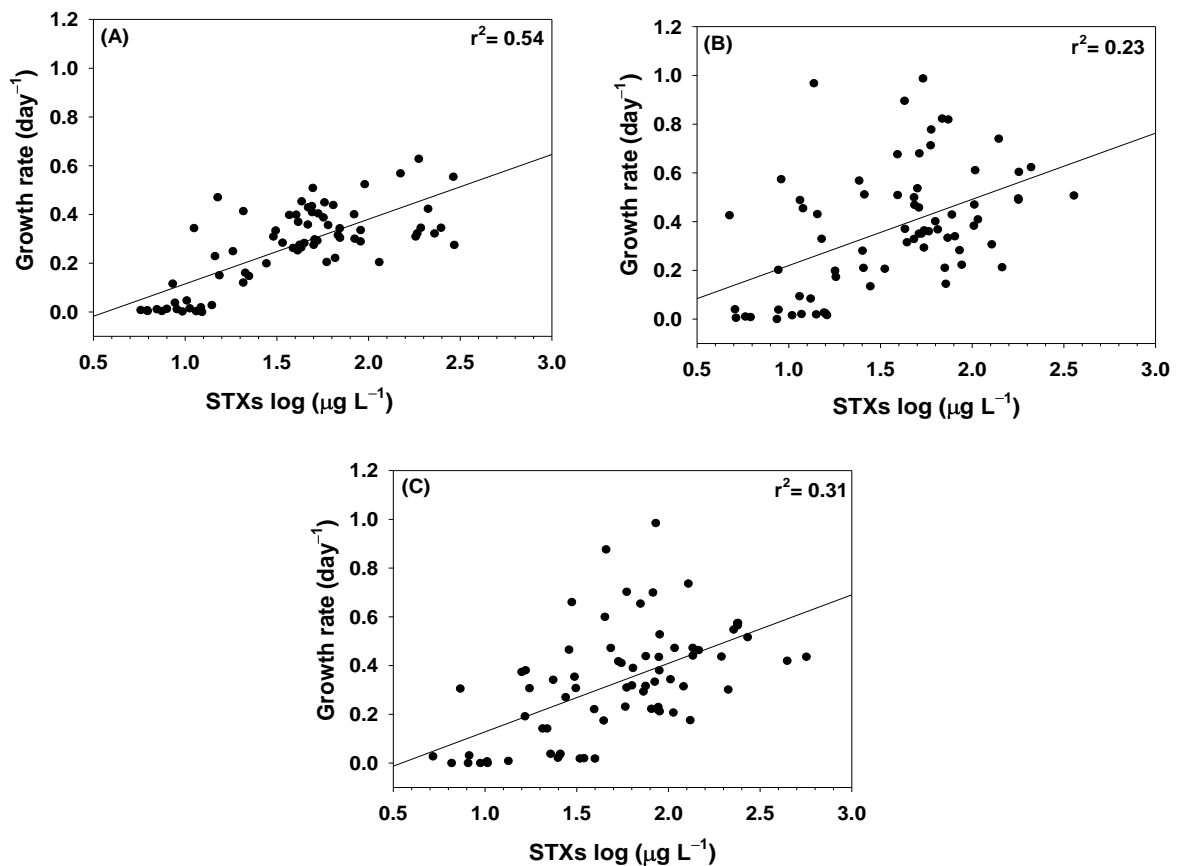 (A)
r²= 0.54
Growth rate (day⁻¹)
1.2
1.0
0.8
0.6
0.4
0.2
0.0
0.5 1.0 1.5 2.0 2.5 3.0
STXs log (μg L⁻¹)
(B)
r²= 0.23
Growth rate (day⁻¹)
1.2
1.0
0.8
0.6
0.4
0.2
0.0
0.5 1.0 1.5 2.0 2.5 3.0
STXs log (μg L⁻¹)
(C)
r²= 0.31
Growth rate (day⁻¹)
1.2
1.0
0.8
0.6
0.4
0.2
0.0
0.5 1.0 1.5 2.0 2.5 3.0
STXs log (μg L⁻¹)